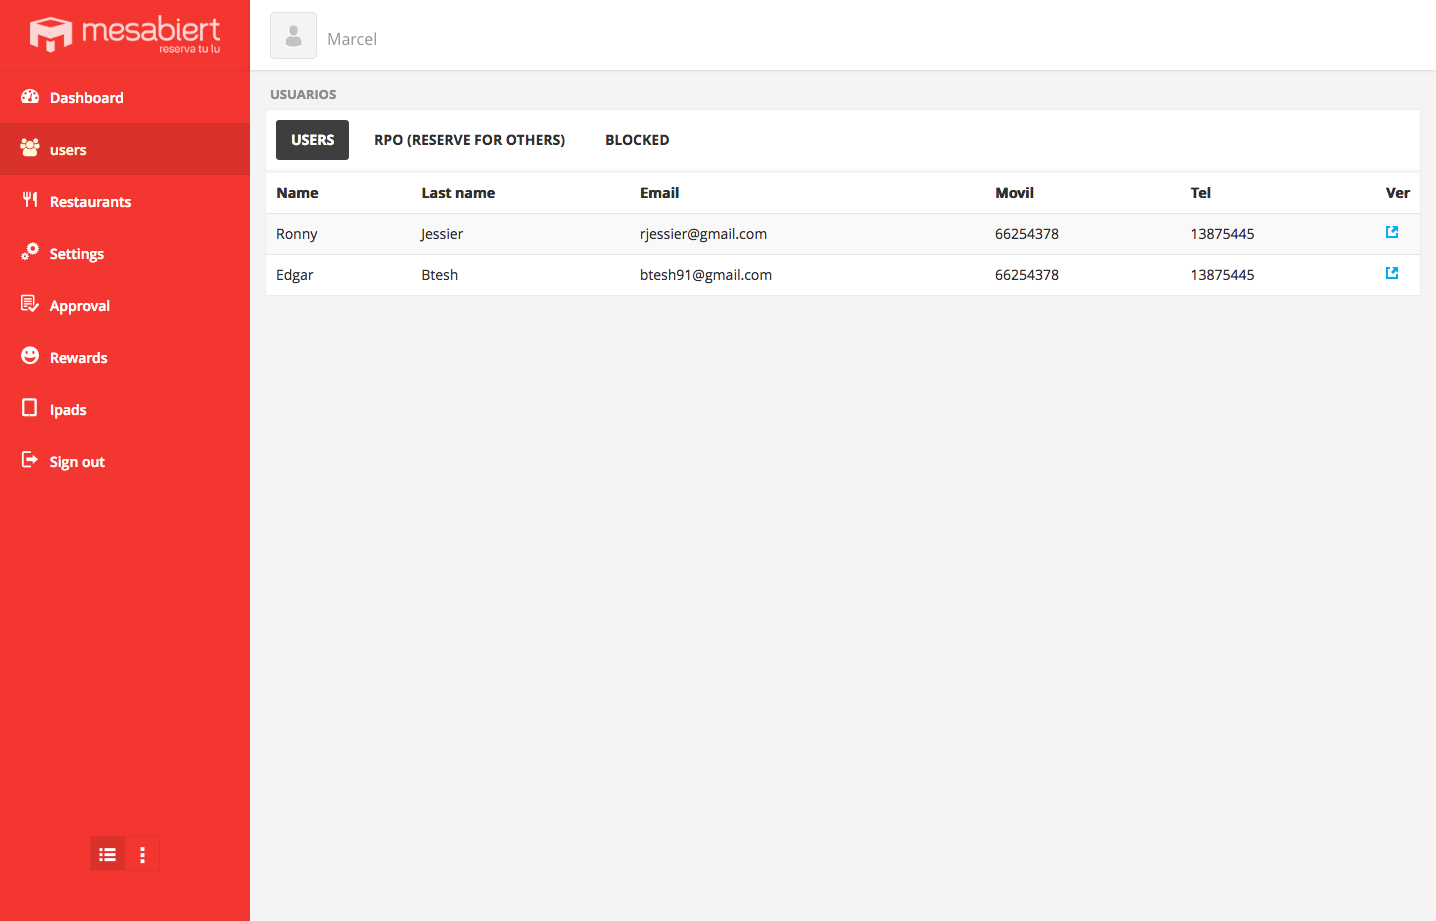 mesabiert
reserva tu lu
Marcel
Dashboard
users
Restaurants
Settings
Approval
Rewards
Ipads
Sign out
USUARIOS
USERS RPO (RESERVE FOR OTHERS) BLOCKED
Name Last name Email Movil Tel Ver
Ronny Jessier rjessier@gmail.com 66254378 13875445
Edgar Btesh btesh91@gmail.com 66254378 13875445